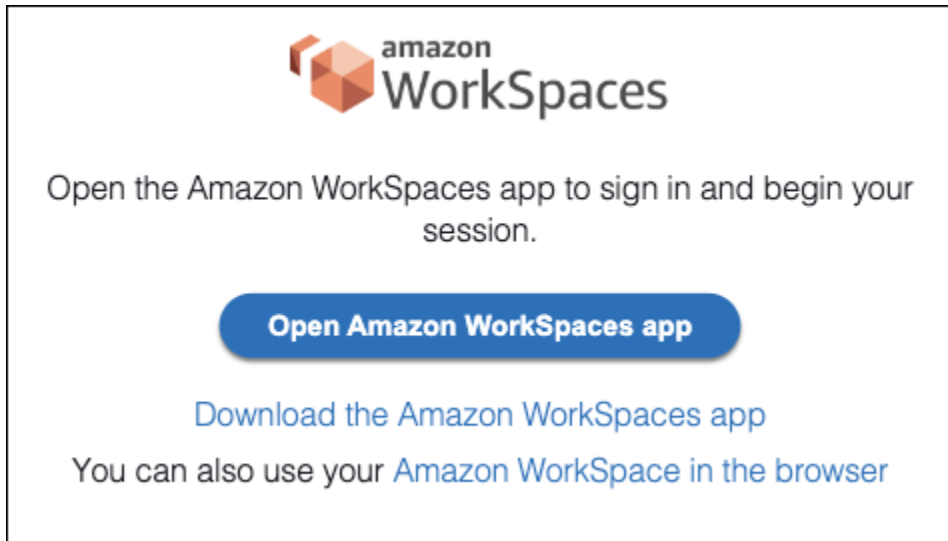 amazon
WorkSpaces
Open the Amazon WorkSpaces app to sign in and begin your
session.
Open Amazon WorkSpaces app
Download the Amazon WorkSpaces app
You can also use your Amazon WorkSpace in the browser